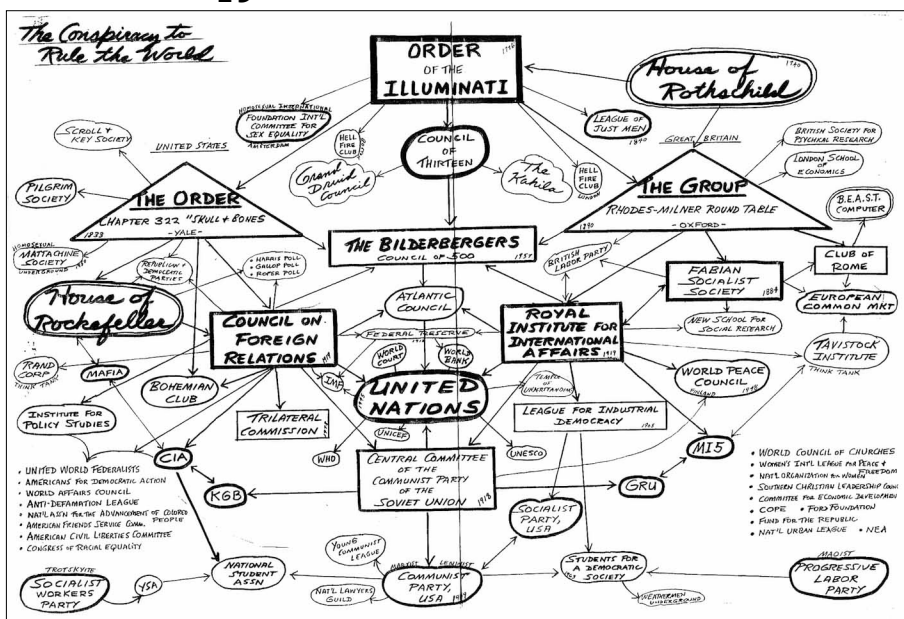 The Conspiracy to
Rule the World
ORDER
OF THE
ILLUMINATI
1776
House of
Rothschild
HOMOSEXUAL INTERNATIONAL
FOUNDATION INT'L
COMMITTEE FOR
SEX EQUALITY
AMSTERDAM
LEAGUE OF
JUST MEN
SCROLL &
KEY SOCIETY
UNITED STATES
HELL
FIRE
CLUB
COUNCIL
OF
THIRTEEN
GREAT BRITAIN
BRITISH SOCIETY FOR
PSYCHICAL RESEARCH
Grand
Druid
Council
The
Kahila
HELL
FIRE
CLUB
LONDON
LONDON SCHOOL
OF
ECONOMICS
PILGRIM
SOCIETY
THE ORDER
CHAPTER 322 "SKULL & BONES
1833
-YALE-
THE GROUP
RHODES-MILNER ROUND TABLE
-OXFORD-
B.E.A.S.T.
COMPUTER
HOMOSEXUAL
MATTACHINE
SOCIETY
UNDERGROUND
REPUBLICAN &
DEMOCRATIC
PARTIES
• HARRIS POLL
• GALLOP POLL
• ROPER POLL
THE BILDERBERGERS
COUNCIL OF 500
BRITISH
LABOR PARTY
CLUB OF
ROME
House of
Rockefeller
ATLANTIC
COUNCIL
FABIAN
SOCIALIST
SOCIETY
1884
EUROPEAN
COMMON MKT
COUNCIL ON
FOREIGN
RELATIONS
FEDERAL RESERVE
ROYAL
INSTITUTE FOR
INTERNATIONAL
AFFAIRS
NEW SCHOOL FOR
SOCIAL RESEARCH
RAND
CORP
THINK TANK
MAFIA
BOHEMIAN
CLUB
IMF
WORLD
COURT
WORLD
BANK
TAVISTOCK
INSTITUTE
THINK TANK
UNITED
NATIONS
TEMPLE OF
UNDERSTANDING
WORLD PEACE
COUNCIL
FINLAND
INSTITUTE FOR
POLICY STUDIES
TRILATERAL
COMMISSION
UNICEF
LEAGUE FOR INDUSTRIAL
DEMOCRACY
CIA
WHO
UNESCO
MI5
KGB
CENTRAL COMMITTEE
OF THE
COMMUNIST PARTY
OF THE
SOVIET UNION
1918
GRU
• UNITED WORLD FEDERALISTS
• AMERICANS FOR DEMOCRATIC ACTION
• WORLD AFFAIRS COUNCIL
• ANTI-DEFAMATION LEAGUE
• NAT'L ASS'N FOR THE ADVANCEMENT OF COLORED
PEOPLE
• AMERICAN FRIENDS SERVICE COMM.
• AMERICAN CIVIL LIBERTIES COMMITTEE
• CONGRESS OF RACIAL EQUALITY
• WORLD COUNCIL OF CHURCHES
• WOMEN'S INT'L LEAGUE FOR PEACE &
FREEDOM
• NAT'L ORGANIZATION FOR WOMEN
• SOUTHERN CHRISTIAN LEADERSHIP
• COMMITTEE FOR ECONOMIC DEVELOPMEN
• COPE • FORD FOUNDATION
• FUND FOR THE REPUBLIC
• NAT'L URBAN LEAGUE • NEA
SOCIALIST
PARTY,
USA
YOUNG
COMMUNIST
LEAGUE
TROTSKYITE
SOCIALIST
WORKERS
PARTY
YSA
NATIONAL
STUDENT
ASSN
NAT'L LAWYERS
GUILD
MARXIST LENINIST
COMMUNIST
PARTY,
USA
STUDENTS FOR
A DEMOCRATIC
SOCIETY
WEATHERMEN
UNDERGROUND
MAOIST
PROGRESSIVE
LABOR PARTY